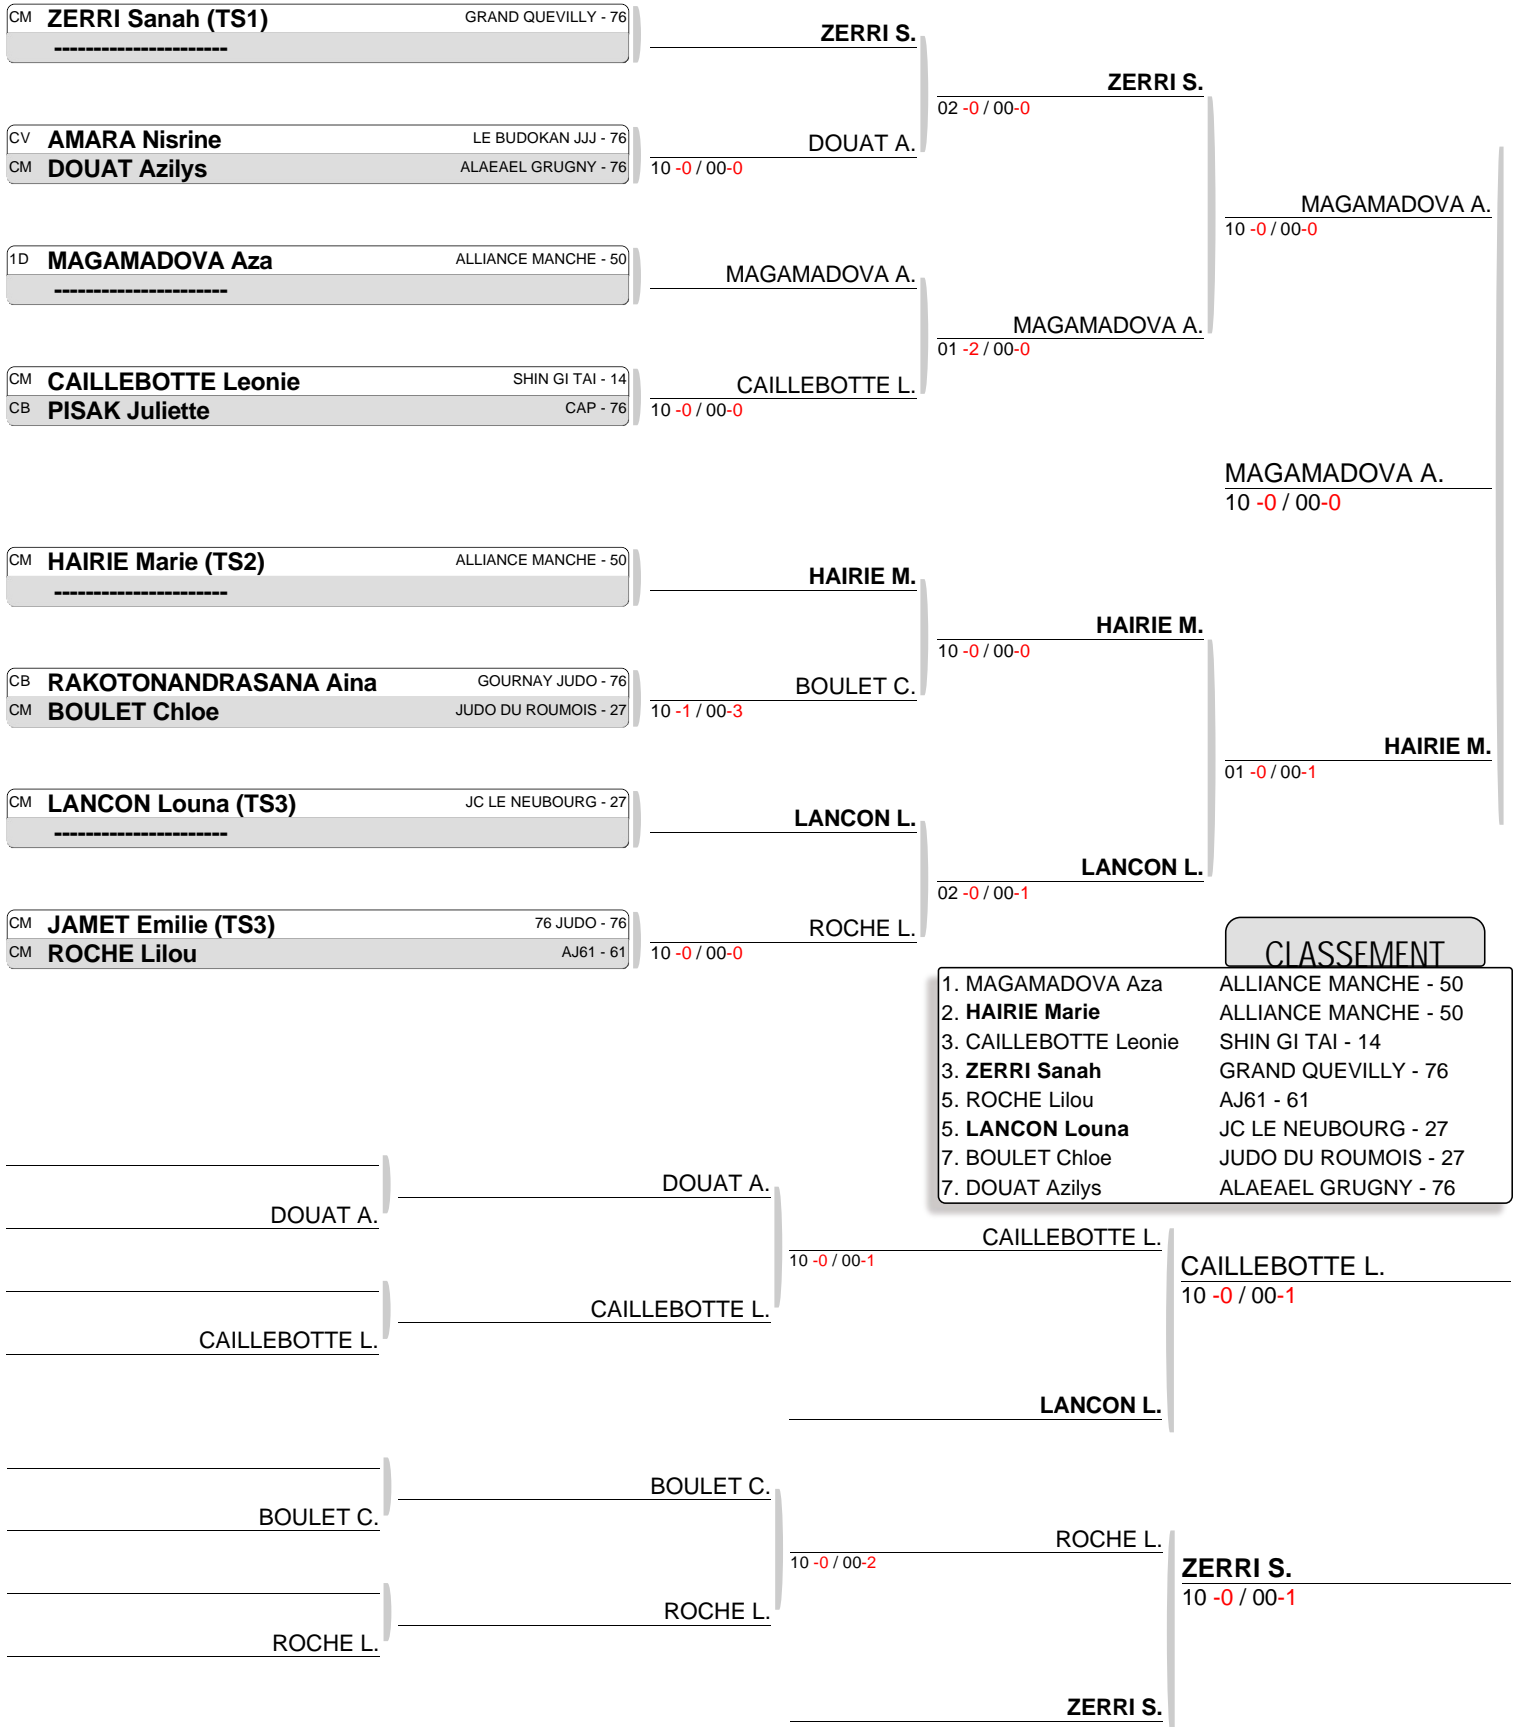 CM ZERRI Sanah (TS1) GRAND QUEVILLY - 76
----------------------
ZERRI S.
ZERRI S.
02 -0 / 00-0
CV AMARA Nisrine LE BUDOKAN JJJ - 76
CM DOUAT Azilys ALAEAEL GRUGNY - 76
DOUAT A.
10 -0 / 00-0
MAGAMADOVA A.
10 -0 / 00-0
1D MAGAMADOVA Aza ALLIANCE MANCHE - 50
----------------------
MAGAMADOVA A.
MAGAMADOVA A.
01 -2 / 00-0
CM CAILLEBOTTE Leonie SHIN GI TAI - 14
CB PISAK Juliette CAP - 76
CAILLEBOTTE L.
10 -0 / 00-0
MAGAMADOVA A.
10 -0 / 00-0
CM HAIRIE Marie (TS2) ALLIANCE MANCHE - 50
----------------------
HAIRIE M.
HAIRIE M.
10 -0 / 00-0
CB RAKOTONANDRASANA Aina GOURNAY JUDO - 76
CM BOULET Chloe JUDO DU ROUMOIS - 27
BOULET C.
10 -1 / 00-3
HAIRIE M.
01 -0 / 00-1
CM LANCON Louna (TS3) JC LE NEUBOURG - 27
----------------------
LANCON L.
LANCON L.
02 -0 / 00-1
CM JAMET Emilie (TS3) 76 JUDO - 76
CM ROCHE Lilou AJ61 - 61
ROCHE L.
10 -0 / 00-0
CLASSEMENT
1. MAGAMADOVA Aza ALLIANCE MANCHE - 50
2. HAIRIE Marie ALLIANCE MANCHE - 50
3. CAILLEBOTTE Leonie SHIN GI TAI - 14
3. ZERRI Sanah GRAND QUEVILLY - 76
5. ROCHE Lilou AJ61 - 61
5. LANCON Louna JC LE NEUBOURG - 27
7. BOULET Chloe JUDO DU ROUMOIS - 27
7. DOUAT Azilys ALAEAEL GRUGNY - 76
DOUAT A.
DOUAT A.
CAILLEBOTTE L.
10 -0 / 00-1
CAILLEBOTTE L.
10 -0 / 00-1
CAILLEBOTTE L.
CAILLEBOTTE L.
LANCON L.
BOULET C.
BOULET C.
ROCHE L.
10 -0 / 00-2
ZERRI S.
10 -0 / 00-1
ROCHE L.
ROCHE L.
ZERRI S.